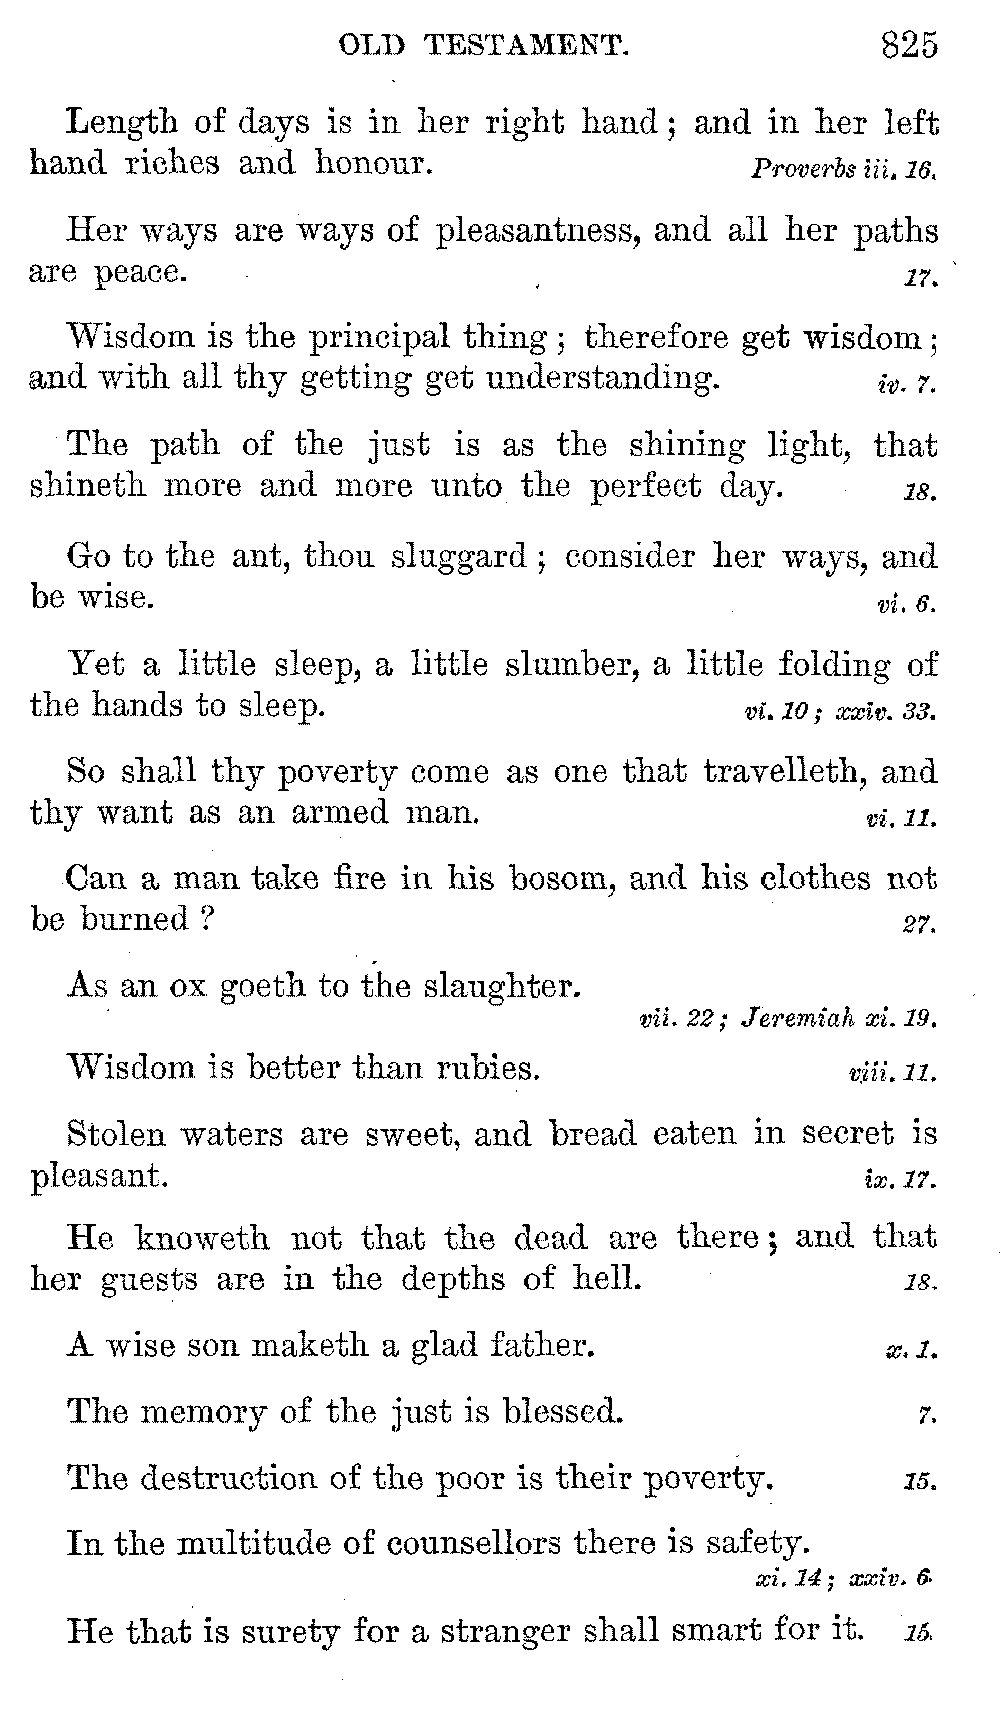 OLD TESTAMENT. 825
Length of days is in her right hand; and in her left
hand riches and honour. Proverbs iii. 16.
Her ways are ways of pleasantness, and all her paths
are peace. 17.
Wisdom is the principal thing; therefore get wisdom;
and with all thy getting get understanding. iv. 7.
The path of the just is as the shining light, that
shineth more and more unto the perfect day. 18.
Go to the ant, thou sluggard; consider her ways, and
be wise. vi. 6.
Yet a little sleep, a little slumber, a little folding of
the hands to sleep. vi. 10; xxiv. 33.
So shall thy poverty come as one that travelleth, and
thy want as an armed man. vi. 11.
Can a man take fire in his bosom, and his clothes not
be burned? 27.
As an ox goeth to the slaughter.
vii. 22; Jeremiah xi. 19.
Wisdom is better than rubies. viii. 11.
Stolen waters are sweet, and bread eaten in secret is
pleasant. ix. 17.
He knoweth not that the dead are there; and that
her guests are in the depths of hell. 18.
A wise son maketh a glad father. x. 1.
The memory of the just is blessed. 7.
The destruction of the poor is their poverty. 15.
In the multitude of counsellors there is safety.
xi. 14; xxiv. 6.
He that is surety for a stranger shall smart for it. 15.